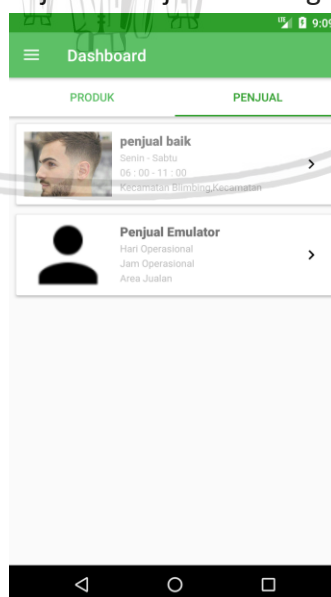 9:09
Dashboard
PRODUK
PENJUAL
penjual baik
Senin - Sabtu
06 : 00 - 11 : 00
Kecamatan Blimbing,Kecamatan
Penjual Emulator
Hari Operasional
Jam Operasional
Area Jualan